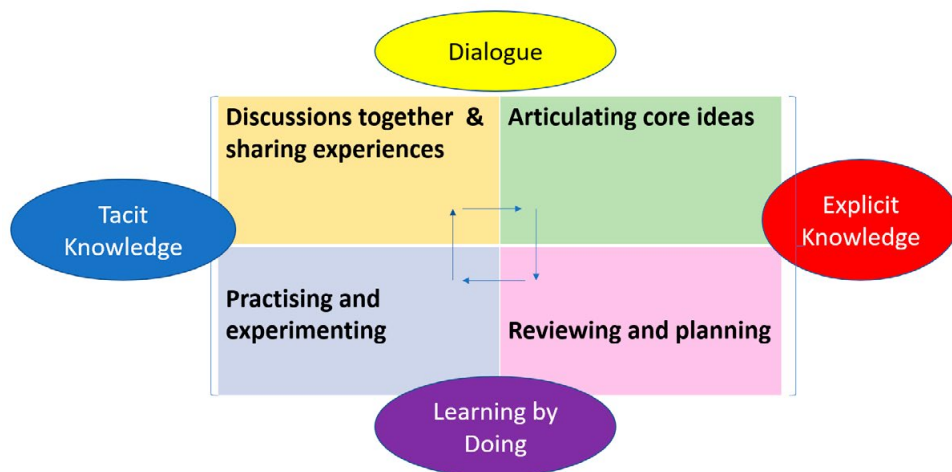 Dialogue
Discussions together &
sharing experiences
Articulating core ideas
Tacit
Knowledge
Explicit
Knowledge
Practising and
experimenting
Reviewing and planning
Learning by
Doing